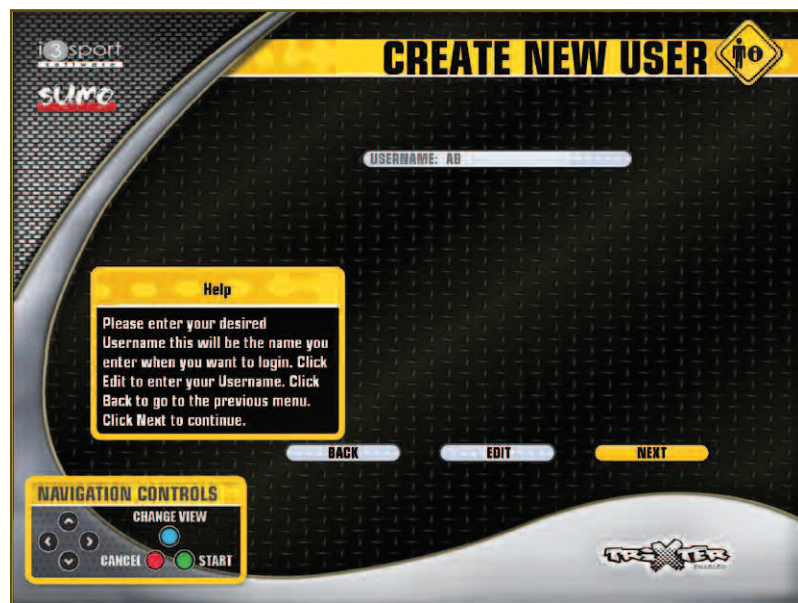 i3sport
software
CREATE NEW USER
sumo
USERNAME: AB
Help
Please enter your desired
Username this will be the name you
enter when you want to login. Click
Edit to enter your Username. Click
Back to go to the previous menu.
Click Next to continue.
BACK
EDIT
NEXT
NAVIGATION CONTROLS
CHANGE VIEW
CANCEL
START
TRIXTER
ENABLED